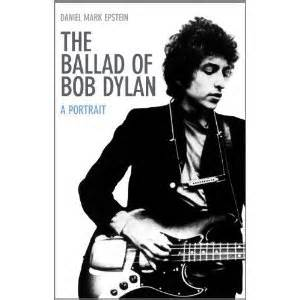 DANIEL MARK EPSTEIN
THE
BALLAD OF
BOB DYLAN
A PORTRAIT